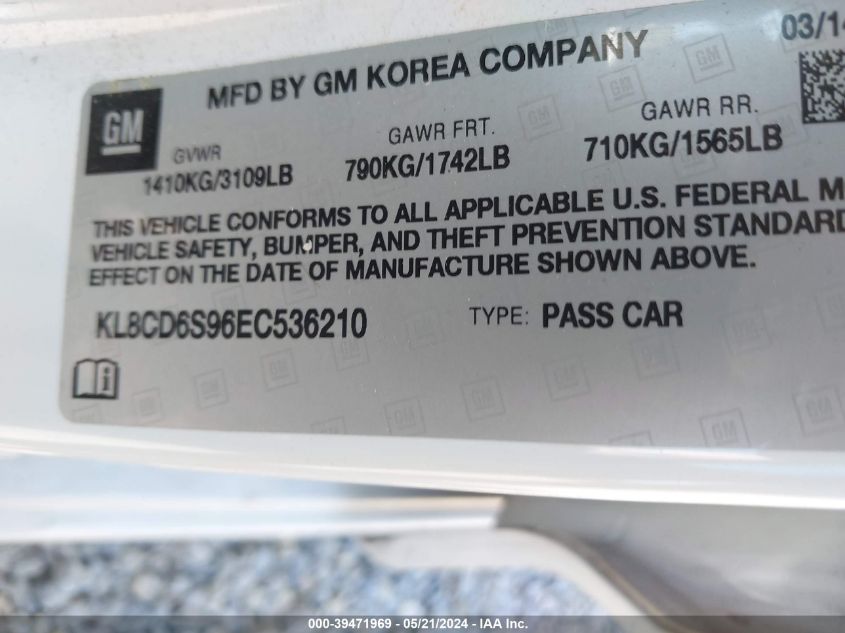 MFD BY GM KOREA COMPANY
03/14
GM
GVWR
1410KG/3109LB
GAWR FRT.
790KG/1742LB
GAWR RR.
710KG/1565LB
THIS VEHICLE CONFORMS TO ALL APPLICABLE U.S. FEDERAL M
VEHICLE SAFETY, BUMPER, AND THEFT PREVENTION STANDARD
EFFECT ON THE DATE OF MANUFACTURE SHOWN ABOVE.
KL8CD6S96EC536210
TYPE: PASS CAR
000-39471969 - 05/21/2024 - IAA Inc.